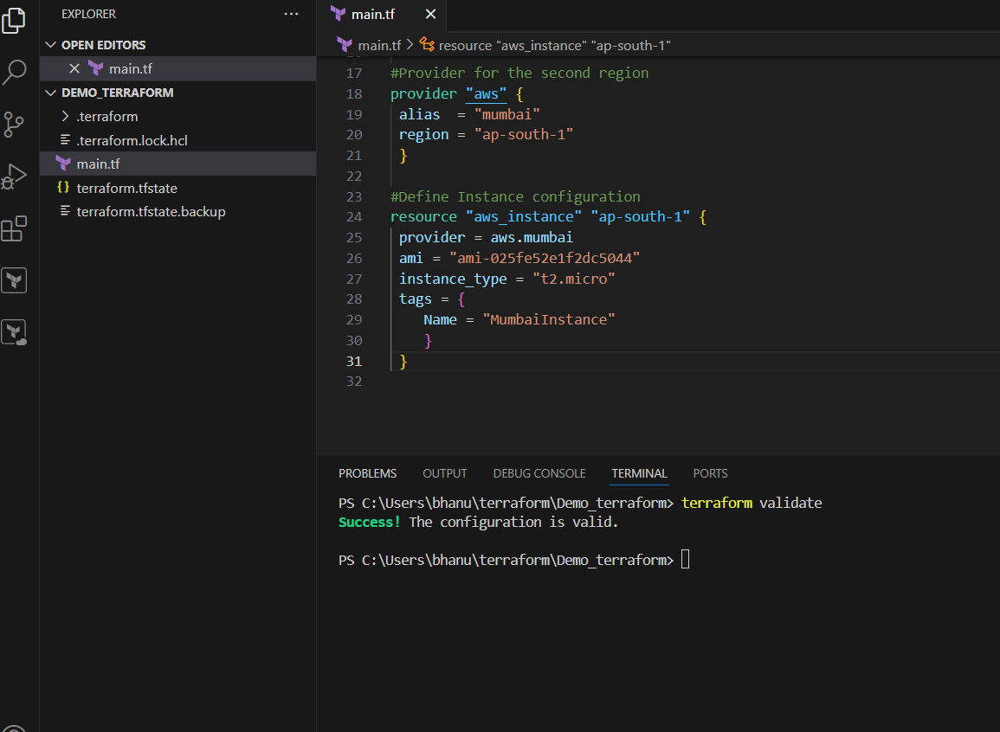 EXPLORER
OPEN EDITORS
main.tf
DEMO_TERRAFORM
.terraform
.terraform.lock.hcl
main.tf
terraform.tfstate
terraform.tfstate.backup
main.tf
main.tf > resource "aws_instance" "ap-south-1"
17 #Provider for the second region
18 provider "aws" {
19 alias  = "mumbai"
20 region = "ap-south-1"
21 }
22
23 #Define Instance configuration
24 resource "aws_instance" "ap-south-1" {
25 provider = aws.mumbai
26 ami = "ami-025fe52e1f2dc5044"
27 instance_type = "t2.micro"
28 tags = {
29 Name = "MumbaiInstance"
30 }
31 }
32
PROBLEMS OUTPUT DEBUG CONSOLE TERMINAL PORTS
PS C:\Users\bhanu\terraform\Demo_terraform> terraform validate
Success! The configuration is valid.
PS C:\Users\bhanu\terraform\Demo_terraform>